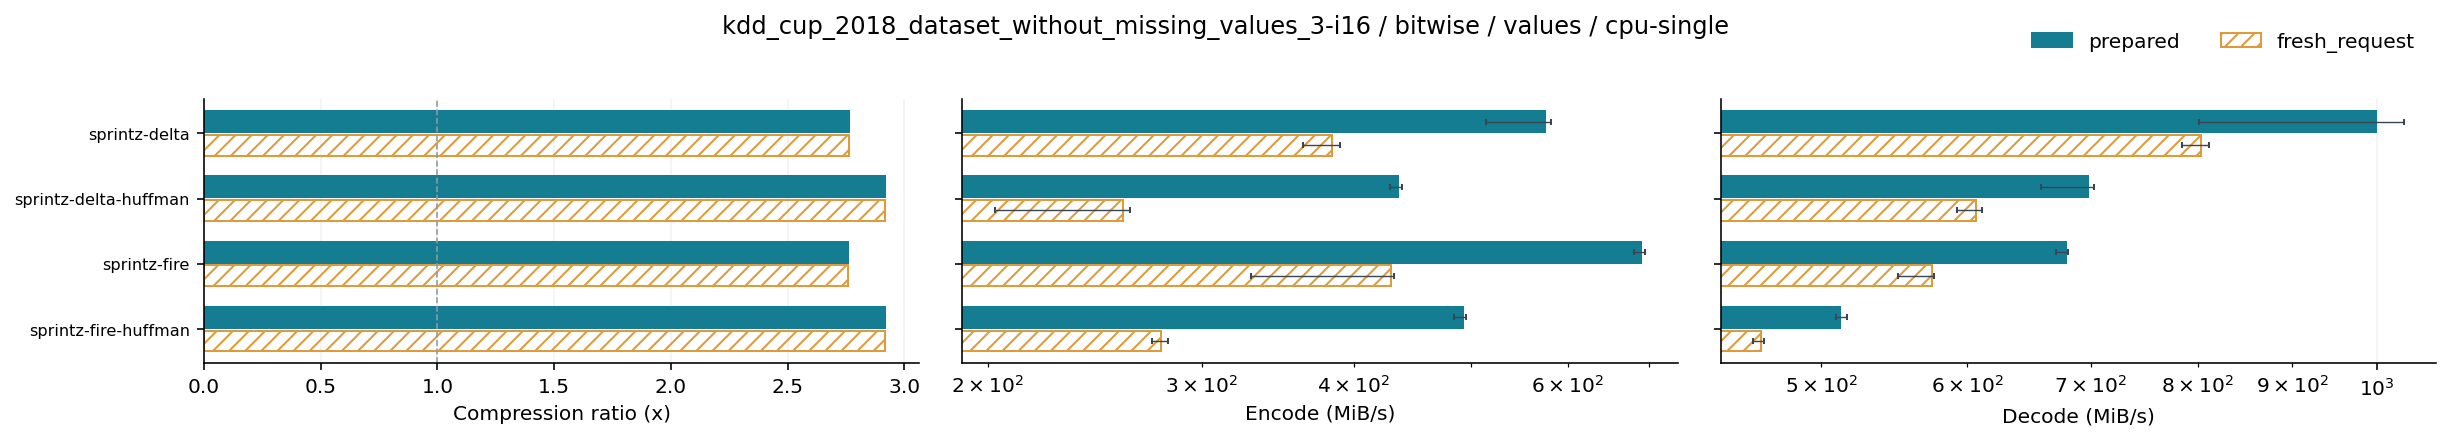 kdd_cup_2018_dataset_without_missing_values_3-i16 / bitwise / values / cpu-single
prepared
fresh_request
sprintz-delta
sprintz-delta-huffman
sprintz-fire
sprintz-fire-huffman
0.0 0.5 1.0 1.5 2.0 2.5 3.0
Compression ratio (x)
2 × 10² 3 × 10² 4 × 10² 6 × 10²
Encode (MiB/s)
5 × 10² 6 × 10² 7 × 10² 8 × 10² 9 × 10² 10³
Decode (MiB/s)